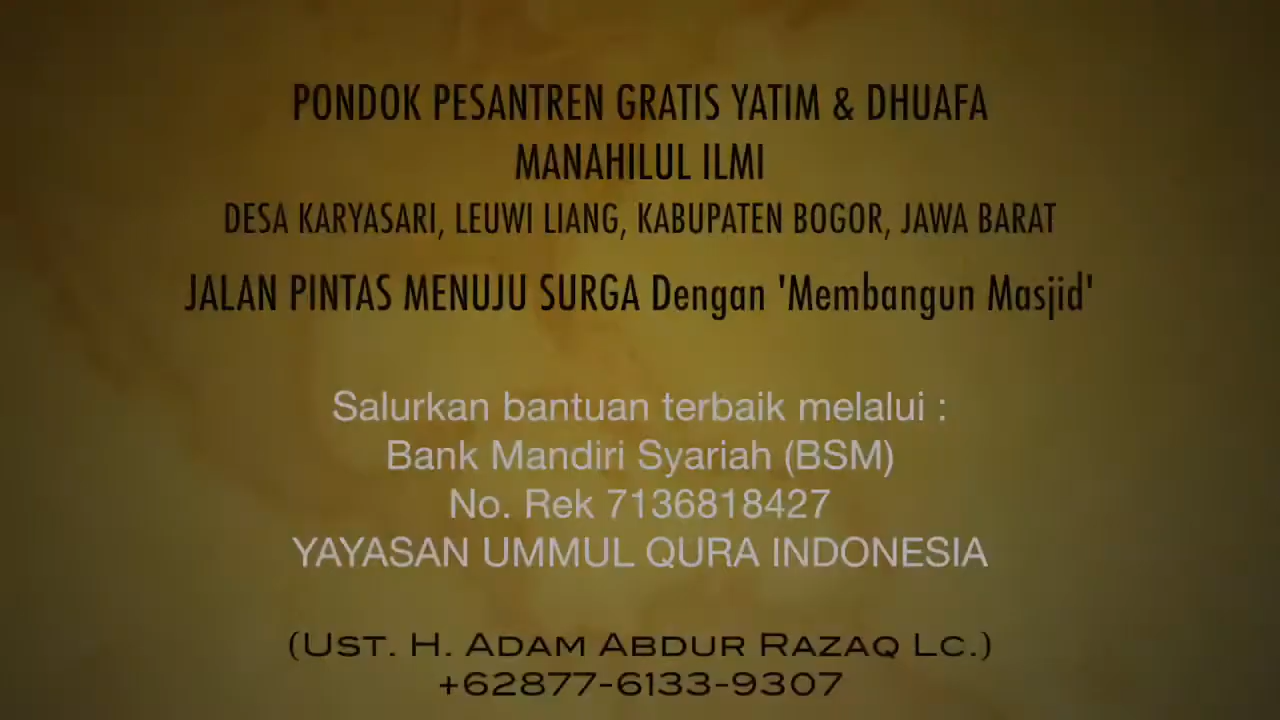 PONDOK PESANTREN GRATIS YATIM & DHUAFA
MANAHILUL ILMI
DESA KARYASARI, LEUWI LIANG, KABUPATEN BOGOR, JAWA BARAT
JALAN PINTAS MENUJU SURGA Dengan 'Membangun Masjid'
Salurkan bantuan terbaik melalui :
Bank Mandiri Syariah (BSM)
No. Rek 7136818427
YAYASAN UMMUL QURA INDONESIA
(Ust. H. Adam Abdur Razaq Lc.)
+62877-6133-9307